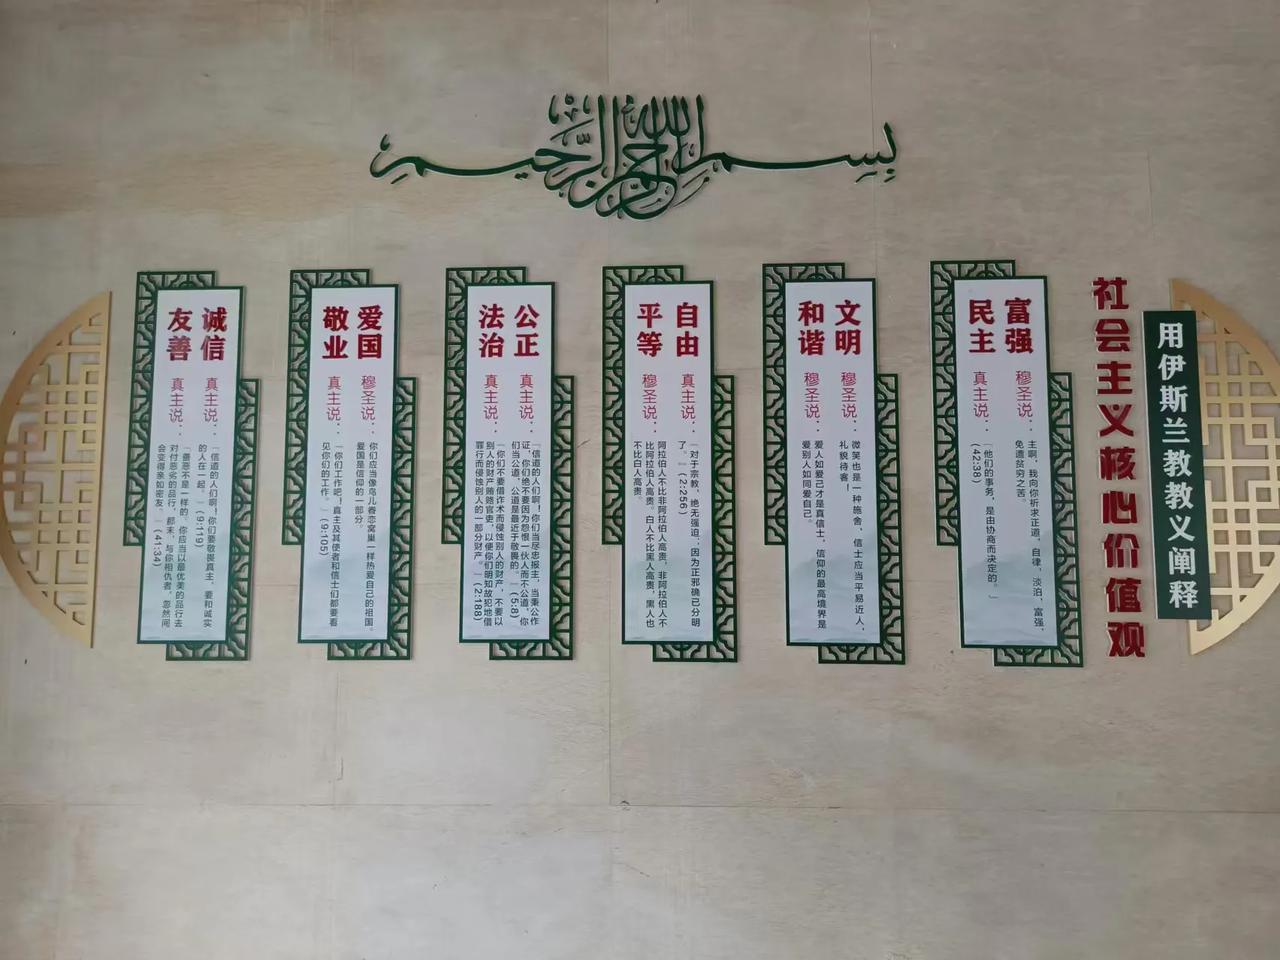 بسم الله الرحمن الرحيم
用伊斯兰教教义阐释
社会主义核心价值观
富强
穆圣说：
主啊，我向你祈求正道，自律，淡泊，富强，
免遭贫穷之苦。
民主
真主说：
“他们的事务，是由协商而决定的。”
(42:38)
文明
穆圣说：
微笑也是一种施舍，信士应当平易近人，
礼貌待客！
和谐
穆圣说：
爱人如爱己才是真信士，信仰的最高境界是
爱别人如同爱自己。
自由
真主说：
“对于宗教，绝无强迫；因为正邪确已分明
了。”(2:256)
平等
穆圣说：
阿拉伯人不比非阿拉伯人高贵，非阿拉伯人不
比阿拉伯人高贵。白人不比黑人高贵，黑人也
不比白人高贵。
公正
真主说：
“信道的人们啊！你们当尽忠报主，当秉公作
证，你们绝不要因为怨恨一伙人而不公道，你
们当公道，公道是最近于敬畏的。”(5:8)
法治
真主说：
“你们不要借诈术而侵蚀别人的财产，不要以
别人的财产贿赂官吏，以便你们明知故犯地借
罪行而侵蚀别人的一部分财产。”(2:188)
爱国
穆圣说：
你们应当像鸟儿眷恋窝巢一样热爱自己的祖国。
爱国是信仰的一部分。
敬业
真主说：
“你们工作吧！真主及其使者和信士们都要看
见你们的工作。”(9:105)
诚信
真主说：
“信道的人们啊！你们要敬畏真主，要和诚实
的人在一起。”(9:119)
友善
真主说：
“善恶不是一样的。你应当以最优美的品行去
对付恶劣的品行，那末，与你相仇者，忽然间
会变得亲如密友。”(41:34)